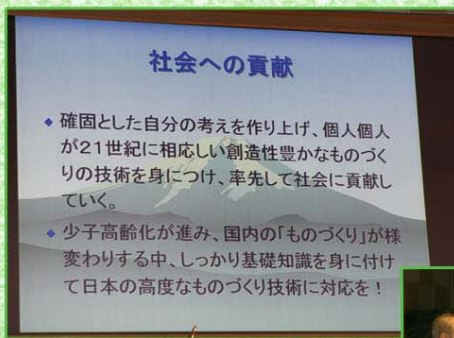 社会への貢献
◆ 確固とした自分の考えを作り上げ、個人個人
が21世紀に相応しい創造性豊かなものづく
りの技術を身につけ、率先して社会に貢献し
ていく。
◆ 少子高齢化が進み、国内の「ものづくり」が様
変わりする中、しっかり基礎知識を身に付け
て日本の高度なものづくり技術に対応を！